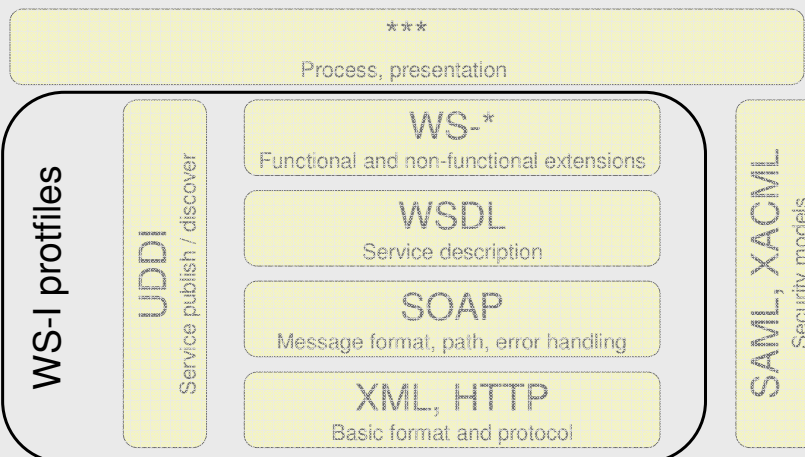 ***
Process, presentation
WS-I protfiles
UDDI
Service publish / discover
WS-*
Functional and non-functional extensions
WSDL
Service description
SOAP
Message format, path, error handling
XML, HTTP
Basic format and protocol
SAML, XACML
Security models